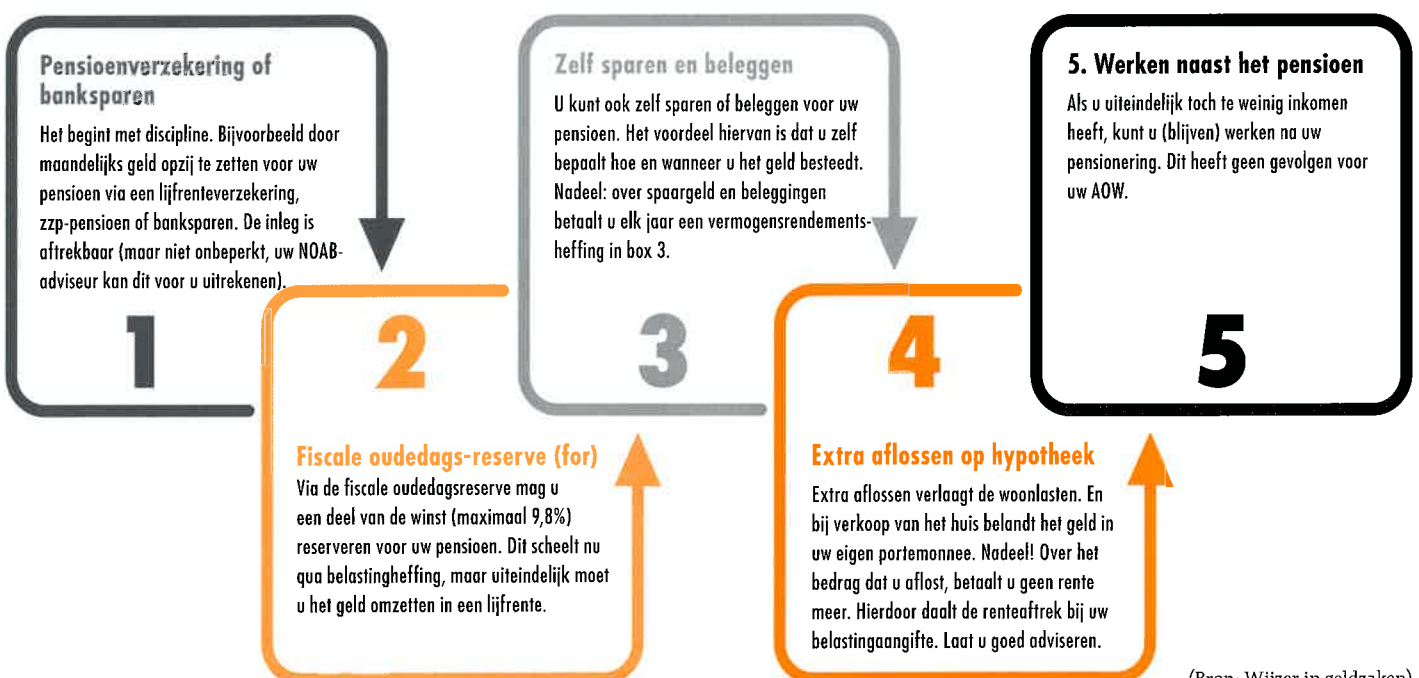 Pensioenverzekering of
banksparen
Het begint met discipline. Bijvoorbeeld door
maandelijks geld opzij te zetten voor uw
pensioen via een lijfrenteverzekering,
zzp-pensioen of banksparen. De inleg is
aftrekbaar (maar niet onbeperkt, uw NOAB-
adviseur kan dit voor u uitrekenen).
1
2
Fiscale oudedags-reserve (for)
Via de fiscale oudedagsreserve mag u
een deel van de winst (maximaal 9,8%)
reserveren voor uw pensioen. Dit scheelt nu
qua belastingheffing, maar uiteindelijk moet
u het geld omzetten in een lijfrente.
Zelf sparen en beleggen
U kunt ook zelf sparen of beleggen voor uw
pensioen. Het voordeel hiervan is dat u zelf
bepaalt hoe en wanneer u het geld besteedt.
Nadeel: over spaargeld en beleggingen
betaalt u elk jaar een vermogensrendements-
heffing in box 3.
3
4
Extra aflossen op hypotheek
Extra aflossen verlaagt de woonlasten. En
bij verkoop van het huis belandt het geld in
uw eigen portemonnee. Nadeel! Over het
bedrag dat u aflost, betaalt u geen rente
meer. Hierdoor daalt de renteaftrek bij uw
belastingaangifte. Laat u goed adviseren.
5. Werken naast het pensioen
Als u uiteindelijk toch te weinig inkomen
heeft, kunt u (blijven) werken na uw
pensionering. Dit heeft geen gevolgen voor
uw AOW.
5
(Bron: Wijzer in geldzaken)